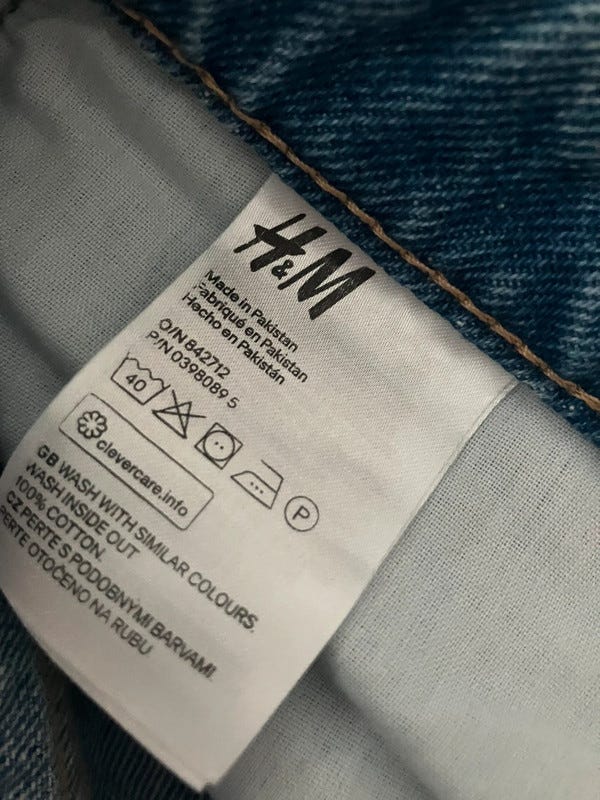 H&M
Made in Pakistan
Fabriqué en Pakistan
Hecho en Pakistán
O/N 842712
P/N 0398089 5
40
P
clevercare.info
GB WASH WITH SIMILAR COLOURS.
WASH INSIDE OUT
100% COTTON.
CZ PERTE S PODOBNÝMI BARVAMI.
PERTE OTOČENO NA RUBU